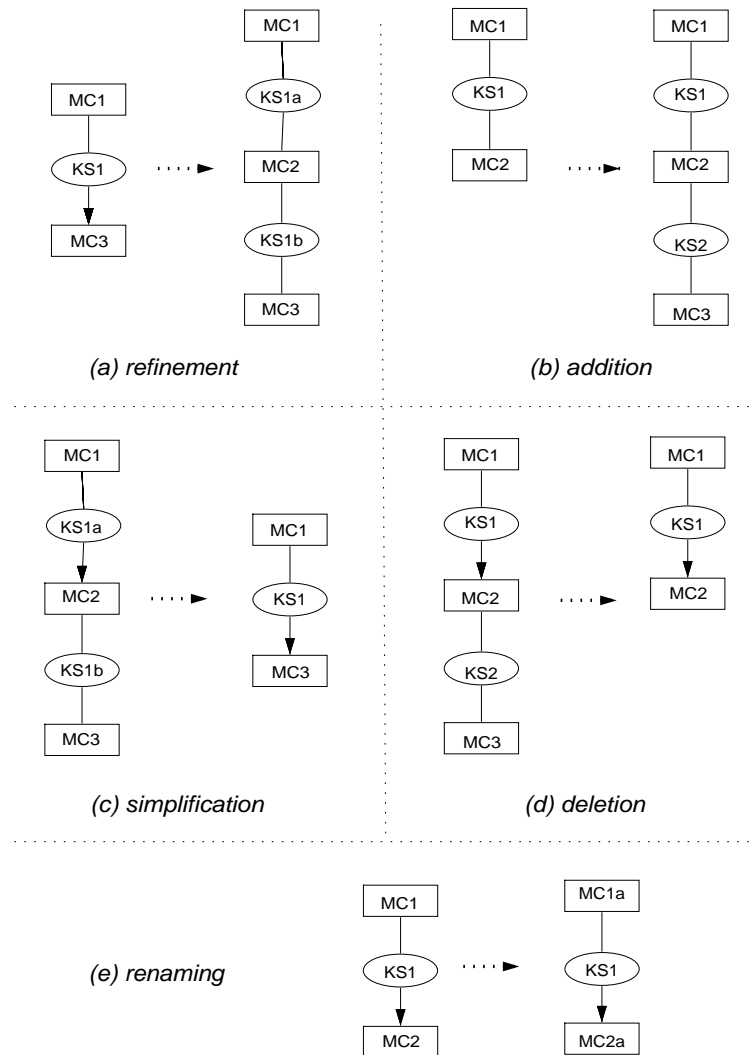 MC1
KS1
MC3
MC1
KS1a
MC2
KS1b
MC3
(a) refinement
MC1
KS1
MC2
MC1
KS1
MC2
KS2
MC3
(b) addition
MC1
KS1a
MC2
KS1b
MC3
MC1
KS1
MC3
(c) simplification
MC1
KS1
MC2
KS2
MC3
MC1
KS1
MC2
(d) deletion
(e) renaming
MC1
KS1
MC2
MC1a
KS1
MC2a